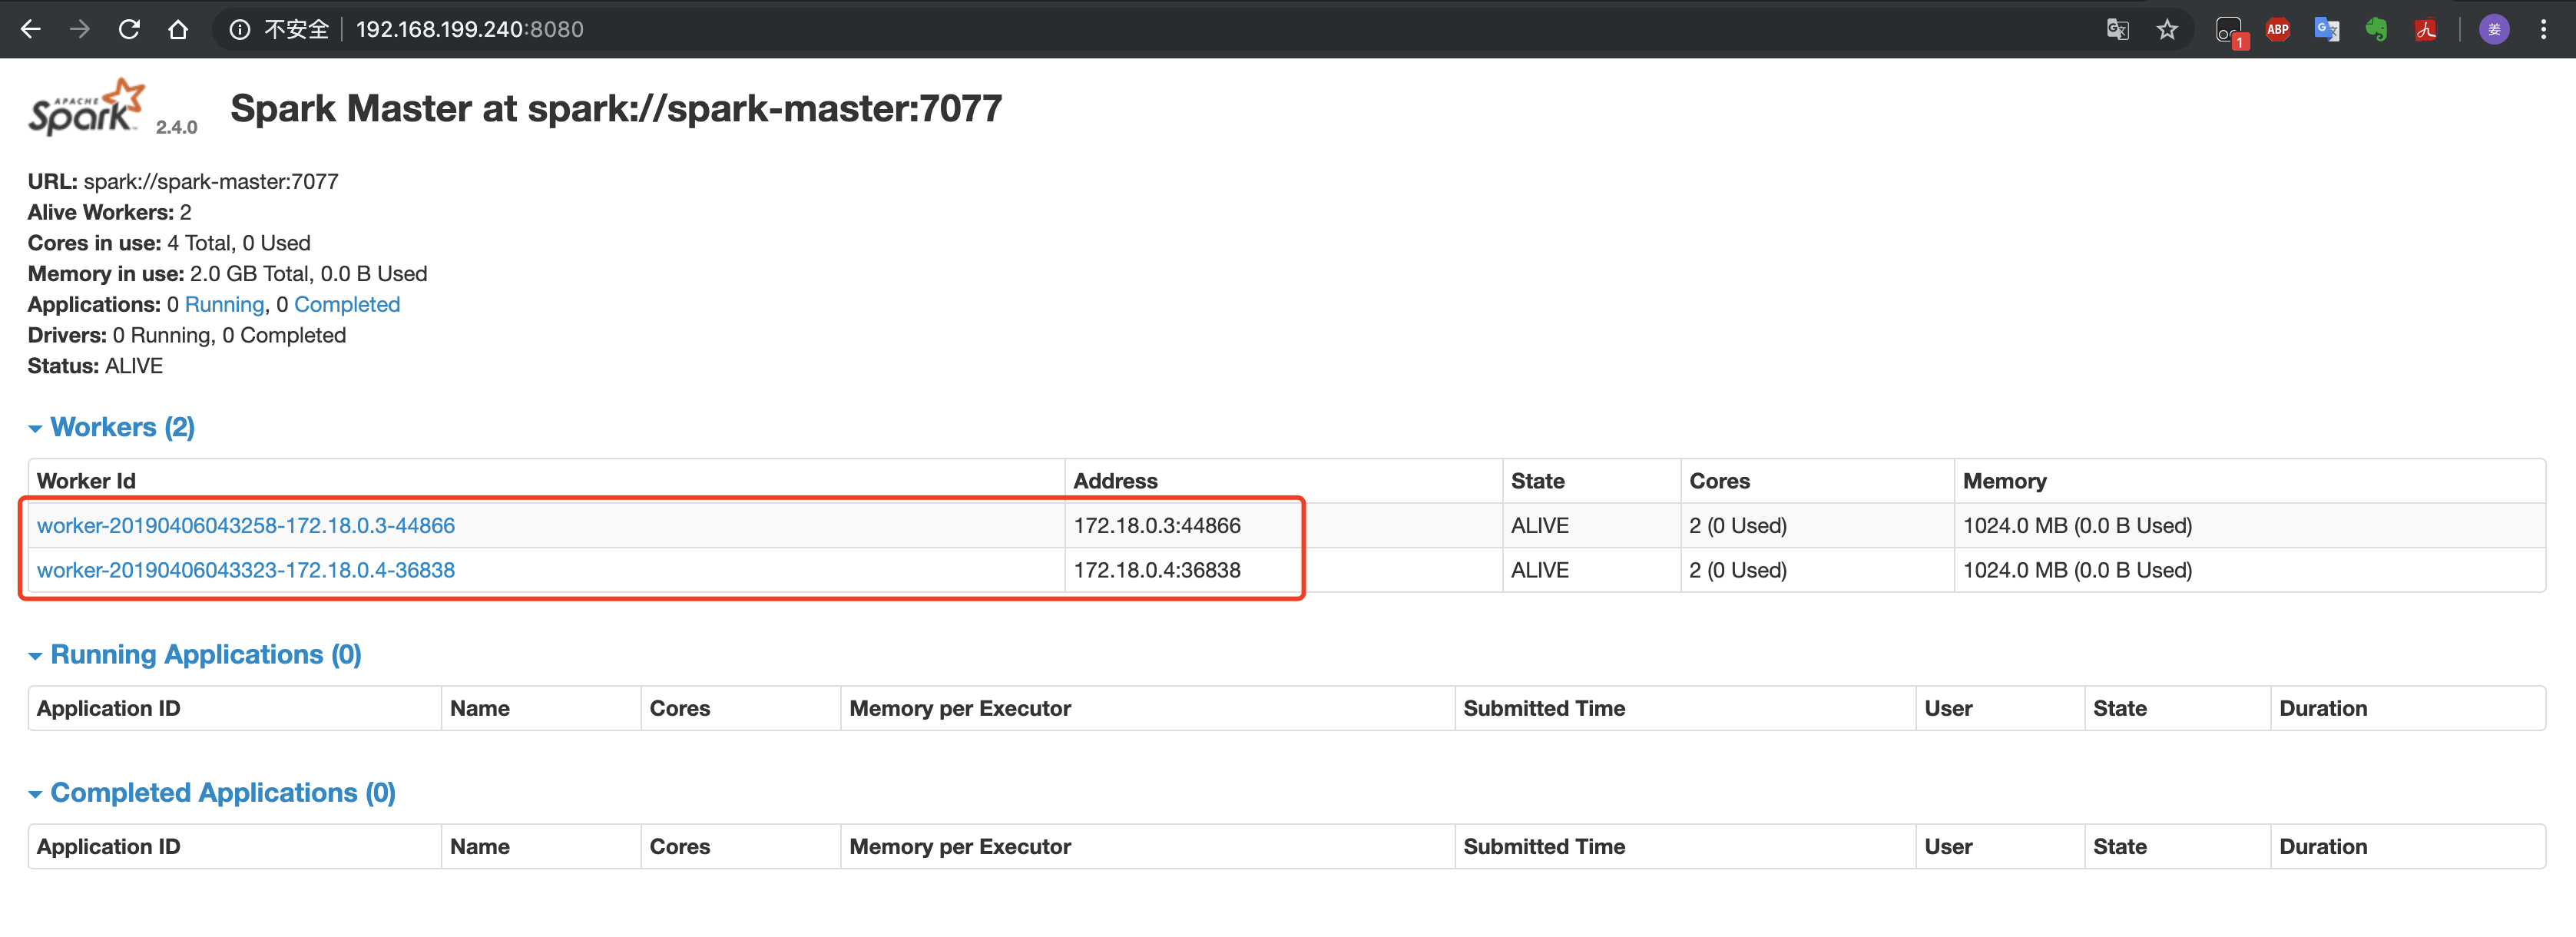 不安全 192.168.199.240:8080
1
ABP
姜
APACHE
Spark 2.4.0 Spark Master at spark://spark-master:7077
URL: spark://spark-master:7077
Alive Workers: 2
Cores in use: 4 Total, 0 Used
Memory in use: 2.0 GB Total, 0.0 B Used
Applications: 0 Running, 0 Completed
Drivers: 0 Running, 0 Completed
Status: ALIVE
Workers (2)
Worker Id Address State Cores Memory
worker-20190406043258-172.18.0.3-44866 172.18.0.3:44866 ALIVE 2 (0 Used) 1024.0 MB (0.0 B Used)
worker-20190406043323-172.18.0.4-36838 172.18.0.4:36838 ALIVE 2 (0 Used) 1024.0 MB (0.0 B Used)
Running Applications (0)
Application ID Name Cores Memory per Executor Submitted Time User State Duration
Completed Applications (0)
Application ID Name Cores Memory per Executor Submitted Time User State Duration